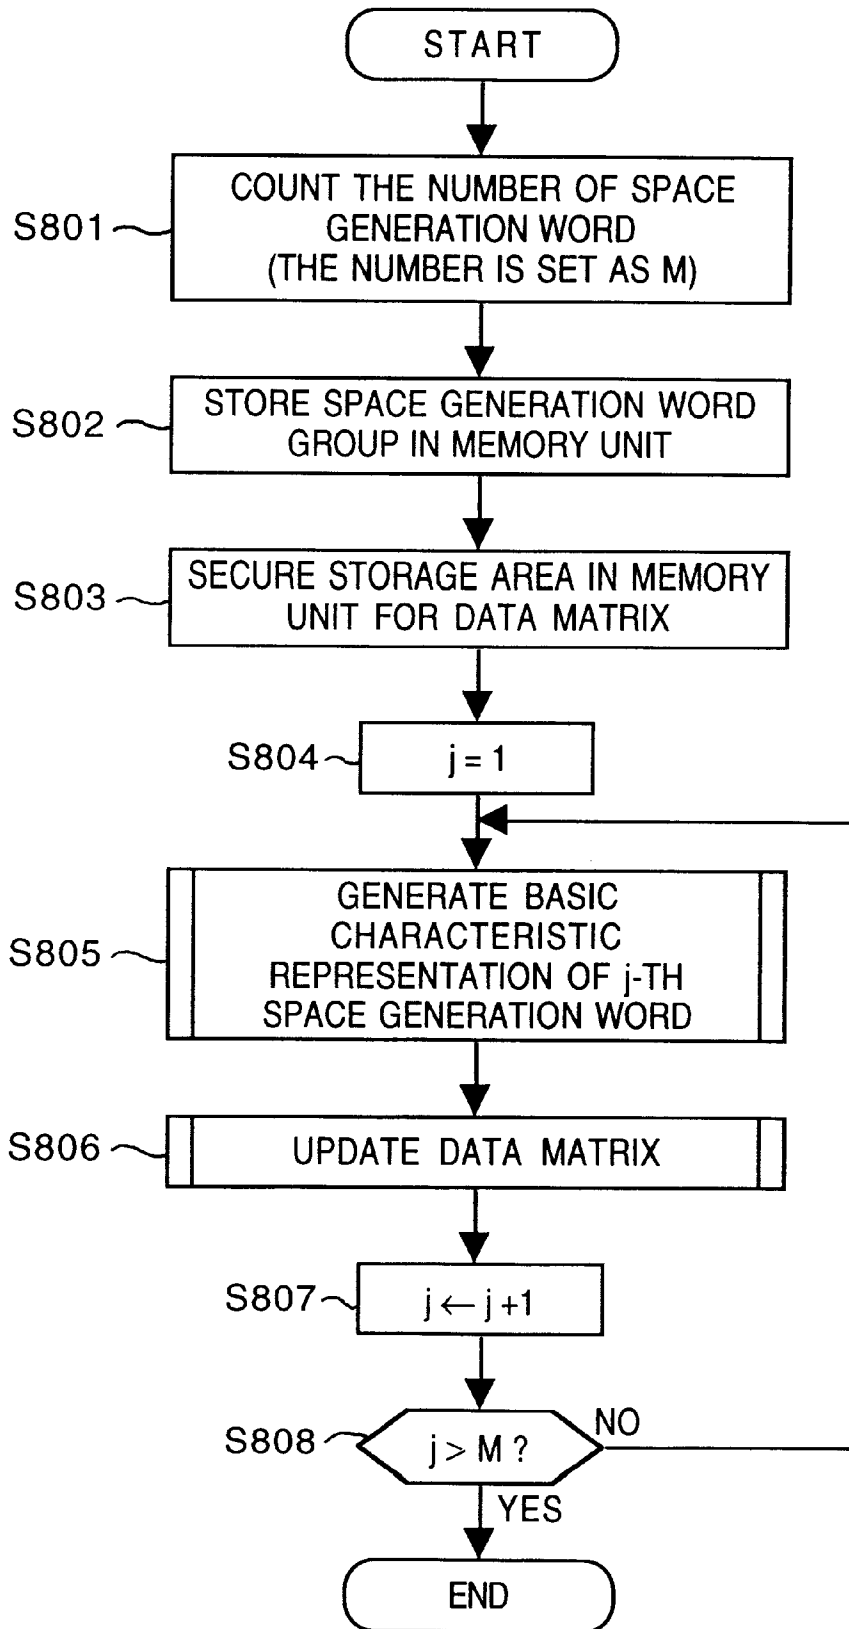 START
S801
COUNT THE NUMBER OF SPACE
GENERATION WORD
(THE NUMBER IS SET AS M)
S802
STORE SPACE GENERATION WORD
GROUP IN MEMORY UNIT
S803
SECURE STORAGE AREA IN MEMORY
UNIT FOR DATA MATRIX
S804
j = 1
S805
GENERATE BASIC
CHARACTERISTIC
REPRESENTATION OF j-TH
SPACE GENERATION WORD
S806
UPDATE DATA MATRIX
S807
j ← j +1
S808
j > M ?
NO
YES
END